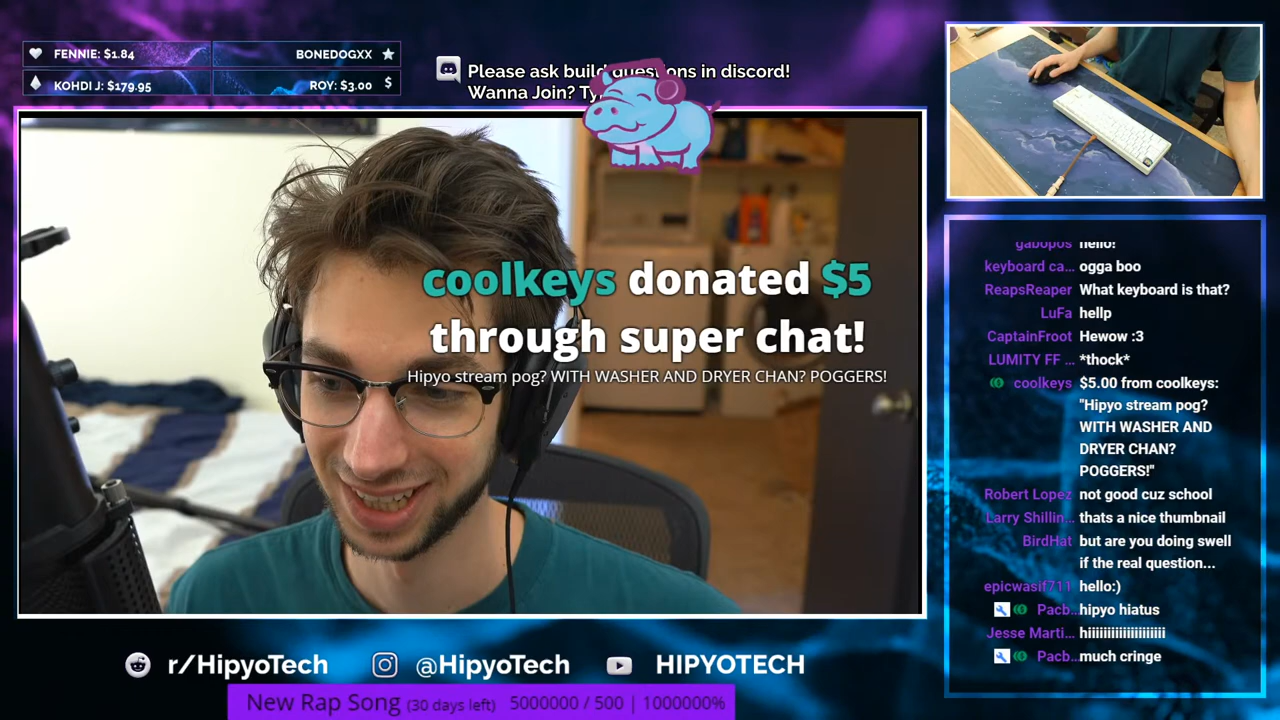 FENNIE: $1.84
BONEDOGXX
KOHDI J: $179.95
ROY: $3.00
Please ask build questions in discord!
Wanna Join? Ty
coolkeys donated $5
through super chat!
Hipyo stream pog? WITH WASHER AND DRYER CHAN? POGGERS!
gabopos hello!
keyboard ca... ogga boo
ReapsReaper What keyboard is that?
LuFa hellp
CaptainFroot Hewow :3
LUMITY FF ... *thock*
coolkeys $5.00 from coolkeys:
"Hipyo stream pog?
WITH WASHER AND
DRYER CHAN?
POGGERS!"
Robert Lopez not good cuz school
Larry Shillin... thats a nice thumbnail
BirdHat but are you doing swell
if the real question...
epicwasif711 hello:)
Pacb... hipyo hiatus
Jesse Marti... hiiiiiiiiiiiiiiiiiiii
Pacb... much cringe
r/HipyoTech
@HipyoTech
HIPYOTECH
New Rap Song (30 days left) 5000000 / 500 | 1000000%